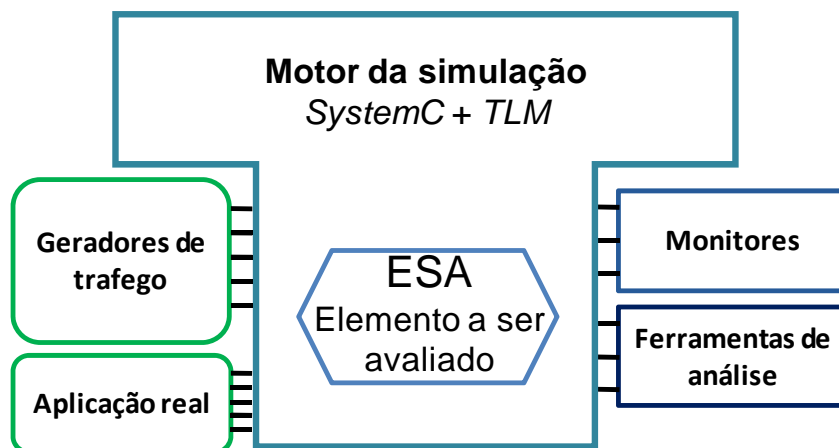 Motor da simulação
SystemC + TLM
Geradores de
trafego
Aplicação real
ESA
Elemento a ser
avaliado
Monitores
Ferramentas de
análise